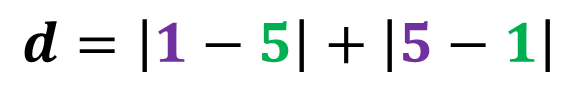 d = |1 − 5| + |5 − 1|